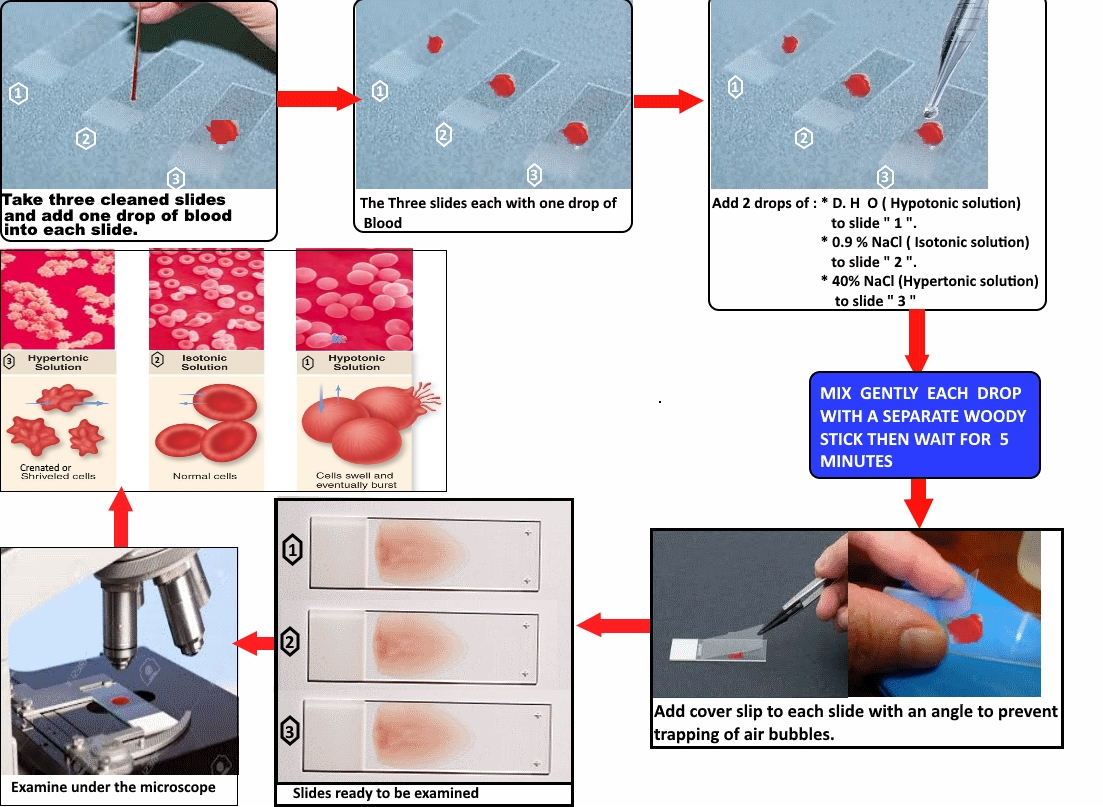 1
2
3
Take three cleaned slides
and add one drop of blood
into each slide.
1
2
3
The Three slides each with one drop of
Blood
1
2
3
Add 2 drops of : * D. H O ( Hypotonic solution)
to slide " 1 ".
* 0.9 % NaCl ( Isotonic solution)
to slide " 2 ".
* 40% NaCl (Hypertonic solution)
to slide " 3 "
MIX GENTLY EACH DROP
WITH A SEPARATE WOODY
STICK THEN WAIT FOR 5
MINUTES
Add cover slip to each slide with an angle to prevent
trapping of air bubbles.
1
2
3
Slides ready to be examined
Examine under the microscope
3 Hypertonic
Solution
Crenated or
Shriveled cells
2 Isotonic
Solution
Normal cells
1 Hypotonic
Solution
Cells swell and
eventually burst